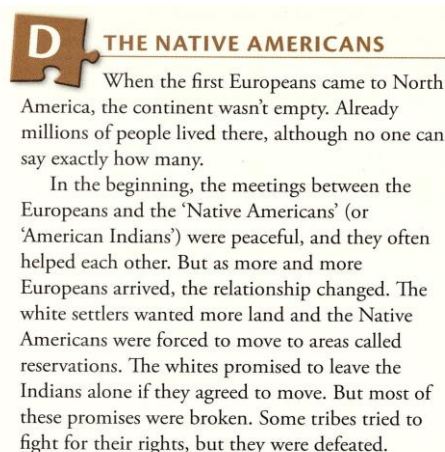 D
THE NATIVE AMERICANS
When the first Europeans came to North
America, the continent wasn't empty. Already
millions of people lived there, although no one can
say exactly how many.
In the beginning, the meetings between the
Europeans and the ‘Native Americans’ (or
‘American Indians’) were peaceful, and they often
helped each other. But as more and more
Europeans arrived, the relationship changed. The
white settlers wanted more land and the Native
Americans were forced to move to areas called
reservations. The whites promised to leave the
Indians alone if they agreed to move. But most of
these promises were broken. Some tribes tried to
fight for their rights, but they were defeated.